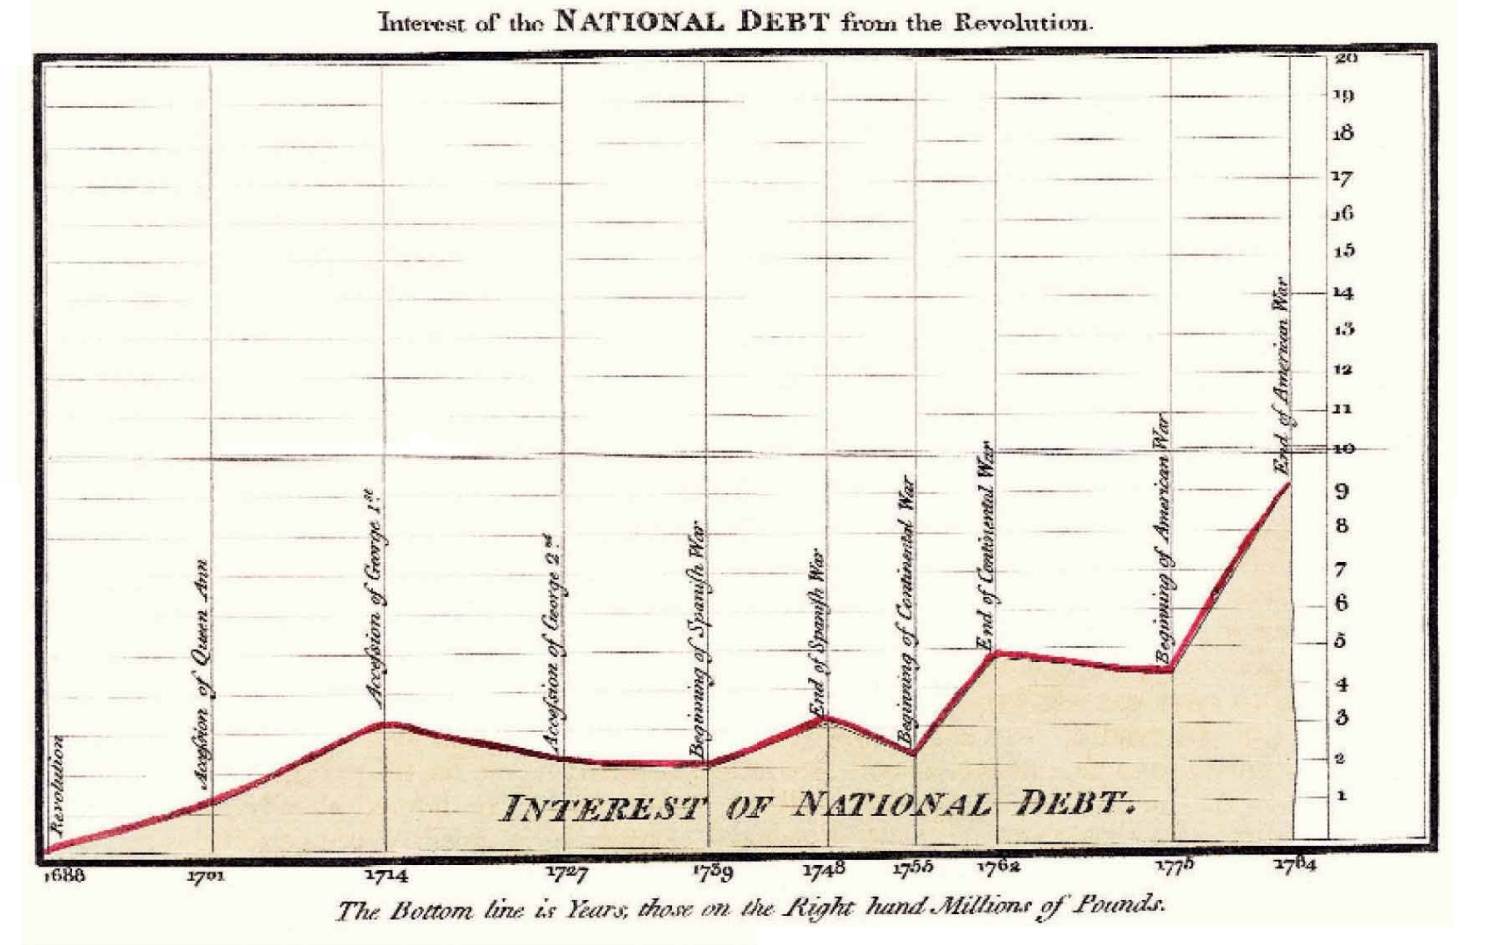 Interest of the NATIONAL DEBT from the Revolution.
20
19
18
17
16
15
14
13
12
11
10
9
8
7
6
5
4
3
2
1
Revolution
Acceſsion of Queen Ann
Acceſsion of George 1st
Acceſsion of George 2d
Beginning of Spaniſh War
End of Spaniſh War
Beginning of Continental War
End of Continental War
Beginning of American War
End of American War
INTEREST OF NATIONAL DEBT.
1688 1701 1714 1727 1739 1748 1755 1762 1775 1784
The Bottom line is Years, those on the Right hand Millions of Pounds.